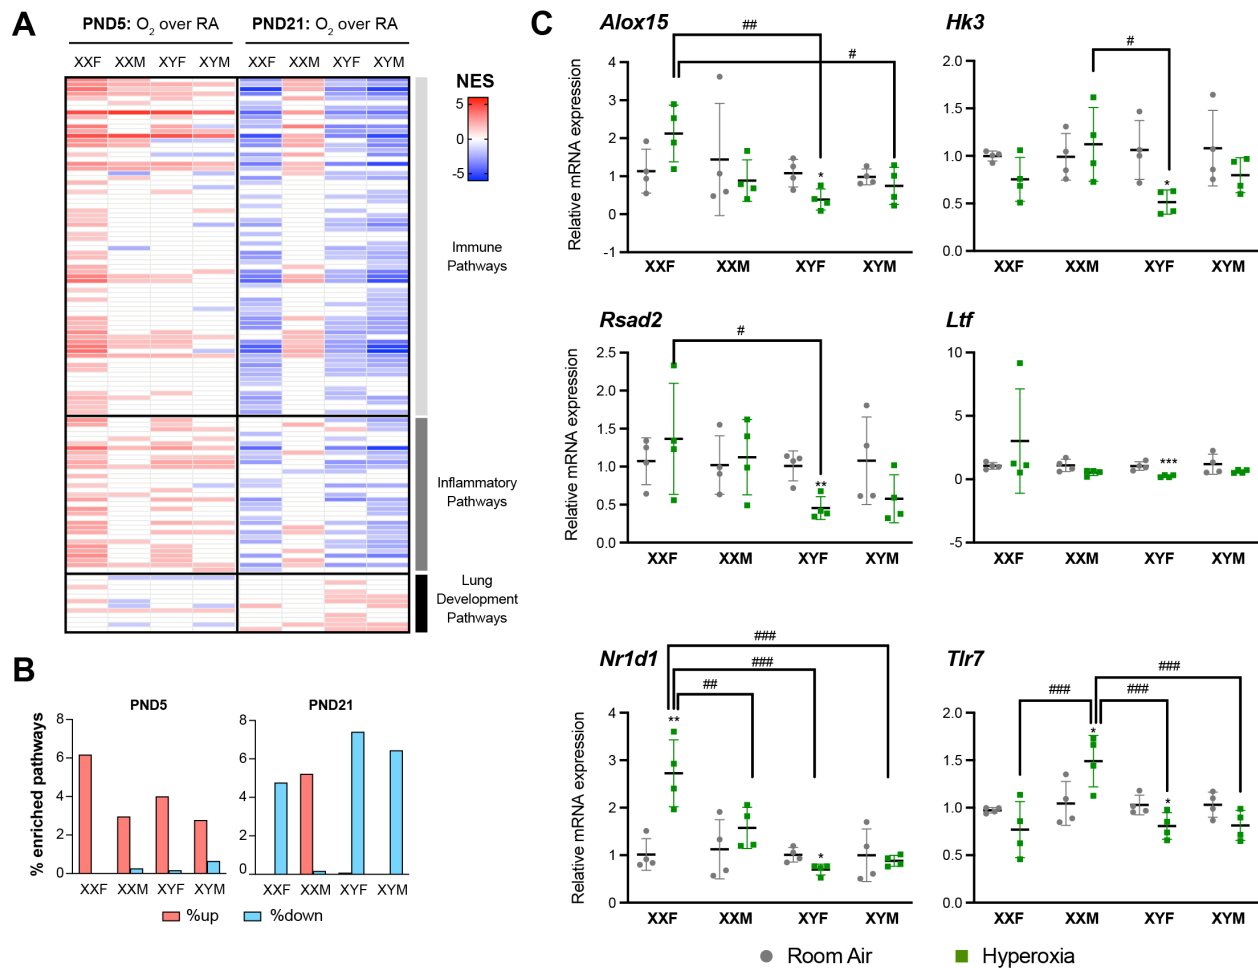 A
PND5: O2 over RA
PND21: O2 over RA
XXF XXM XYF XYM
XXF XXM XYF XYM
NES
5
0
-5
Immune
Pathways
Inflammatory
Pathways
Lung
Development
Pathways
B
PND5
PND21
% enriched pathways
8
6
4
2
0
XXF XXM XYF XYM
8
6
4
2
0
XXF XXM XYF XYM
%up %down
C
Alox15
##
#
Relative mRNA expression
4
3
2
1
0
-1
*
XXF XXM XYF XYM
Hk3
#
2.0
1.5
1.0
0.5
0.0
*
XXF XXM XYF XYM
Rsad2
#
Relative mRNA expression
2.5
2.0
1.5
1.0
0.5
0.0
**
XXF XXM XYF XYM
Ltf
10
5
0
-5
***
XXF XXM XYF XYM
Nr1d1
###
###
##
Relative mRNA expression
4
3
2
1
0
**
*
XXF XXM XYF XYM
Tlr7
###
###
###
2.0
1.5
1.0
0.5
0.0
*
*
XXF XXM XYF XYM
Room Air Hyperoxia